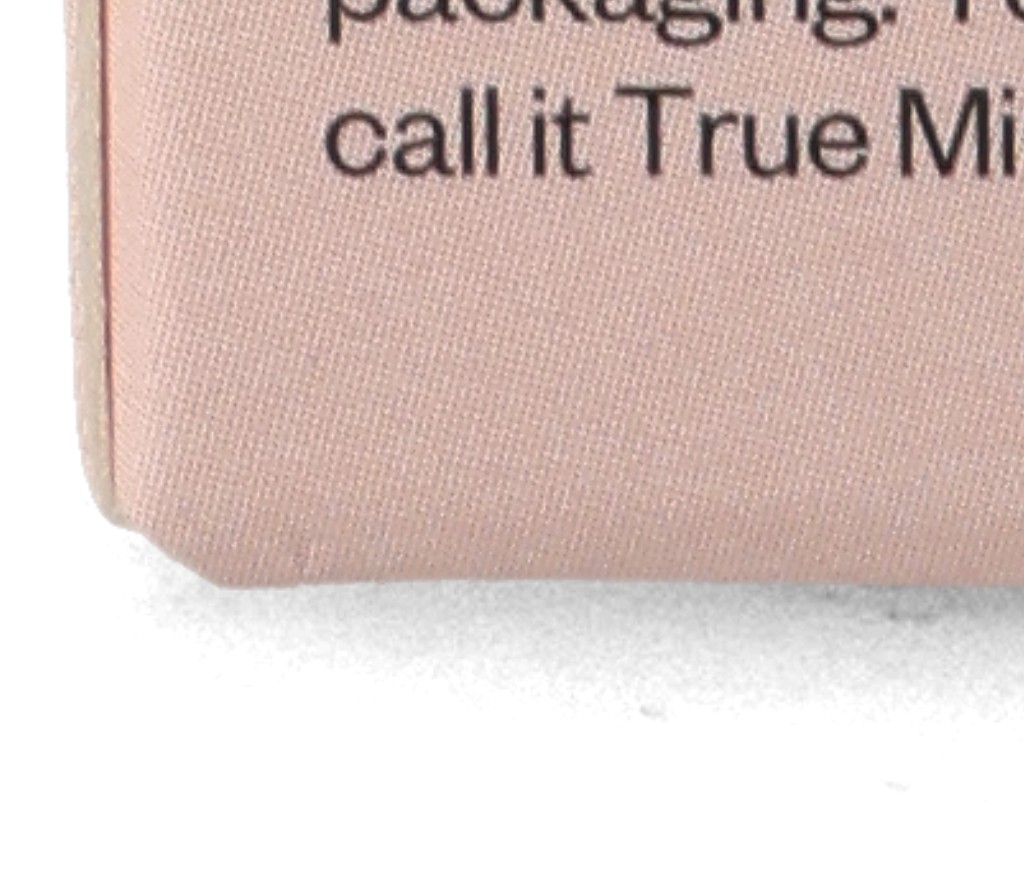 packaging.
call it True